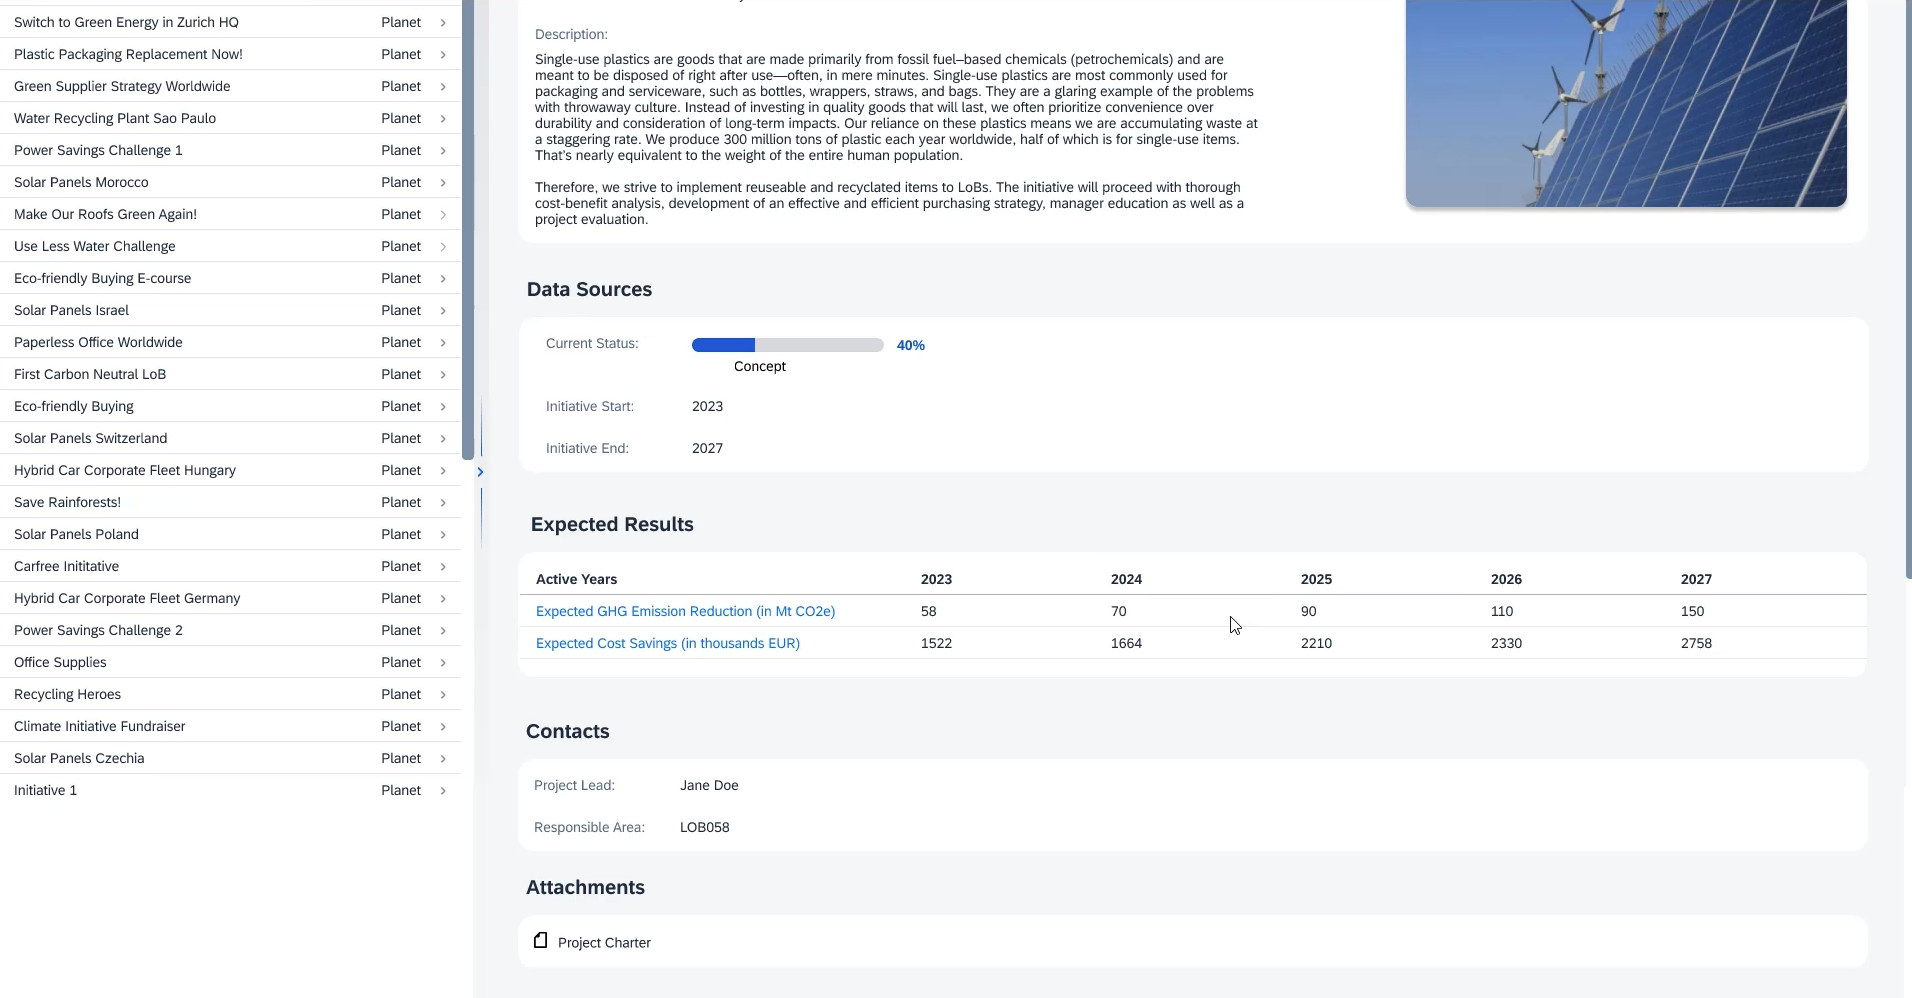 Switch to Green Energy in Zurich HQ Planet
Plastic Packaging Replacement Now! Planet
Green Supplier Strategy Worldwide Planet
Water Recycling Plant Sao Paulo Planet
Power Savings Challenge 1 Planet
Solar Panels Morocco Planet
Make Our Roofs Green Again! Planet
Use Less Water Challenge Planet
Eco-friendly Buying E-course Planet
Solar Panels Israel Planet
Paperless Office Worldwide Planet
First Carbon Neutral LoB Planet
Eco-friendly Buying Planet
Solar Panels Switzerland Planet
Hybrid Car Corporate Fleet Hungary Planet
Save Rainforests! Planet
Solar Panels Poland Planet
Carfree Inititative Planet
Hybrid Car Corporate Fleet Germany Planet
Power Savings Challenge 2 Planet
Office Supplies Planet
Recycling Heroes Planet
Climate Initiative Fundraiser Planet
Solar Panels Czechia Planet
Initiative 1 Planet
Description:
Single-use plastics are goods that are made primarily from fossil fuel–based chemicals (petrochemicals) and are
meant to be disposed of right after use—often, in mere minutes. Single-use plastics are most commonly used for
packaging and serviceware, such as bottles, wrappers, straws, and bags. They are a glaring example of the problems
with throwaway culture. Instead of investing in quality goods that will last, we often prioritize convenience over
durability and consideration of long-term impacts. Our reliance on these plastics means we are accumulating waste at
a staggering rate. We produce 300 million tons of plastic each year worldwide, half of which is for single-use items.
That's nearly equivalent to the weight of the entire human population.
Therefore, we strive to implement reuseable and recyclated items to LoBs. The initiative will proceed with thorough
cost-benefit analysis, development of an effective and efficient purchasing strategy, manager education as well as a
project evaluation.
Data Sources
Current Status: 40%
Concept
Initiative Start: 2023
Initiative End: 2027
Expected Results
Active Years 2023 2024 2025 2026 2027
Expected GHG Emission Reduction (in Mt CO2e) 58 70 90 110 150
Expected Cost Savings (in thousands EUR) 1522 1664 2210 2330 2758
Contacts
Project Lead: Jane Doe
Responsible Area: LOB058
Attachments
Project Charter